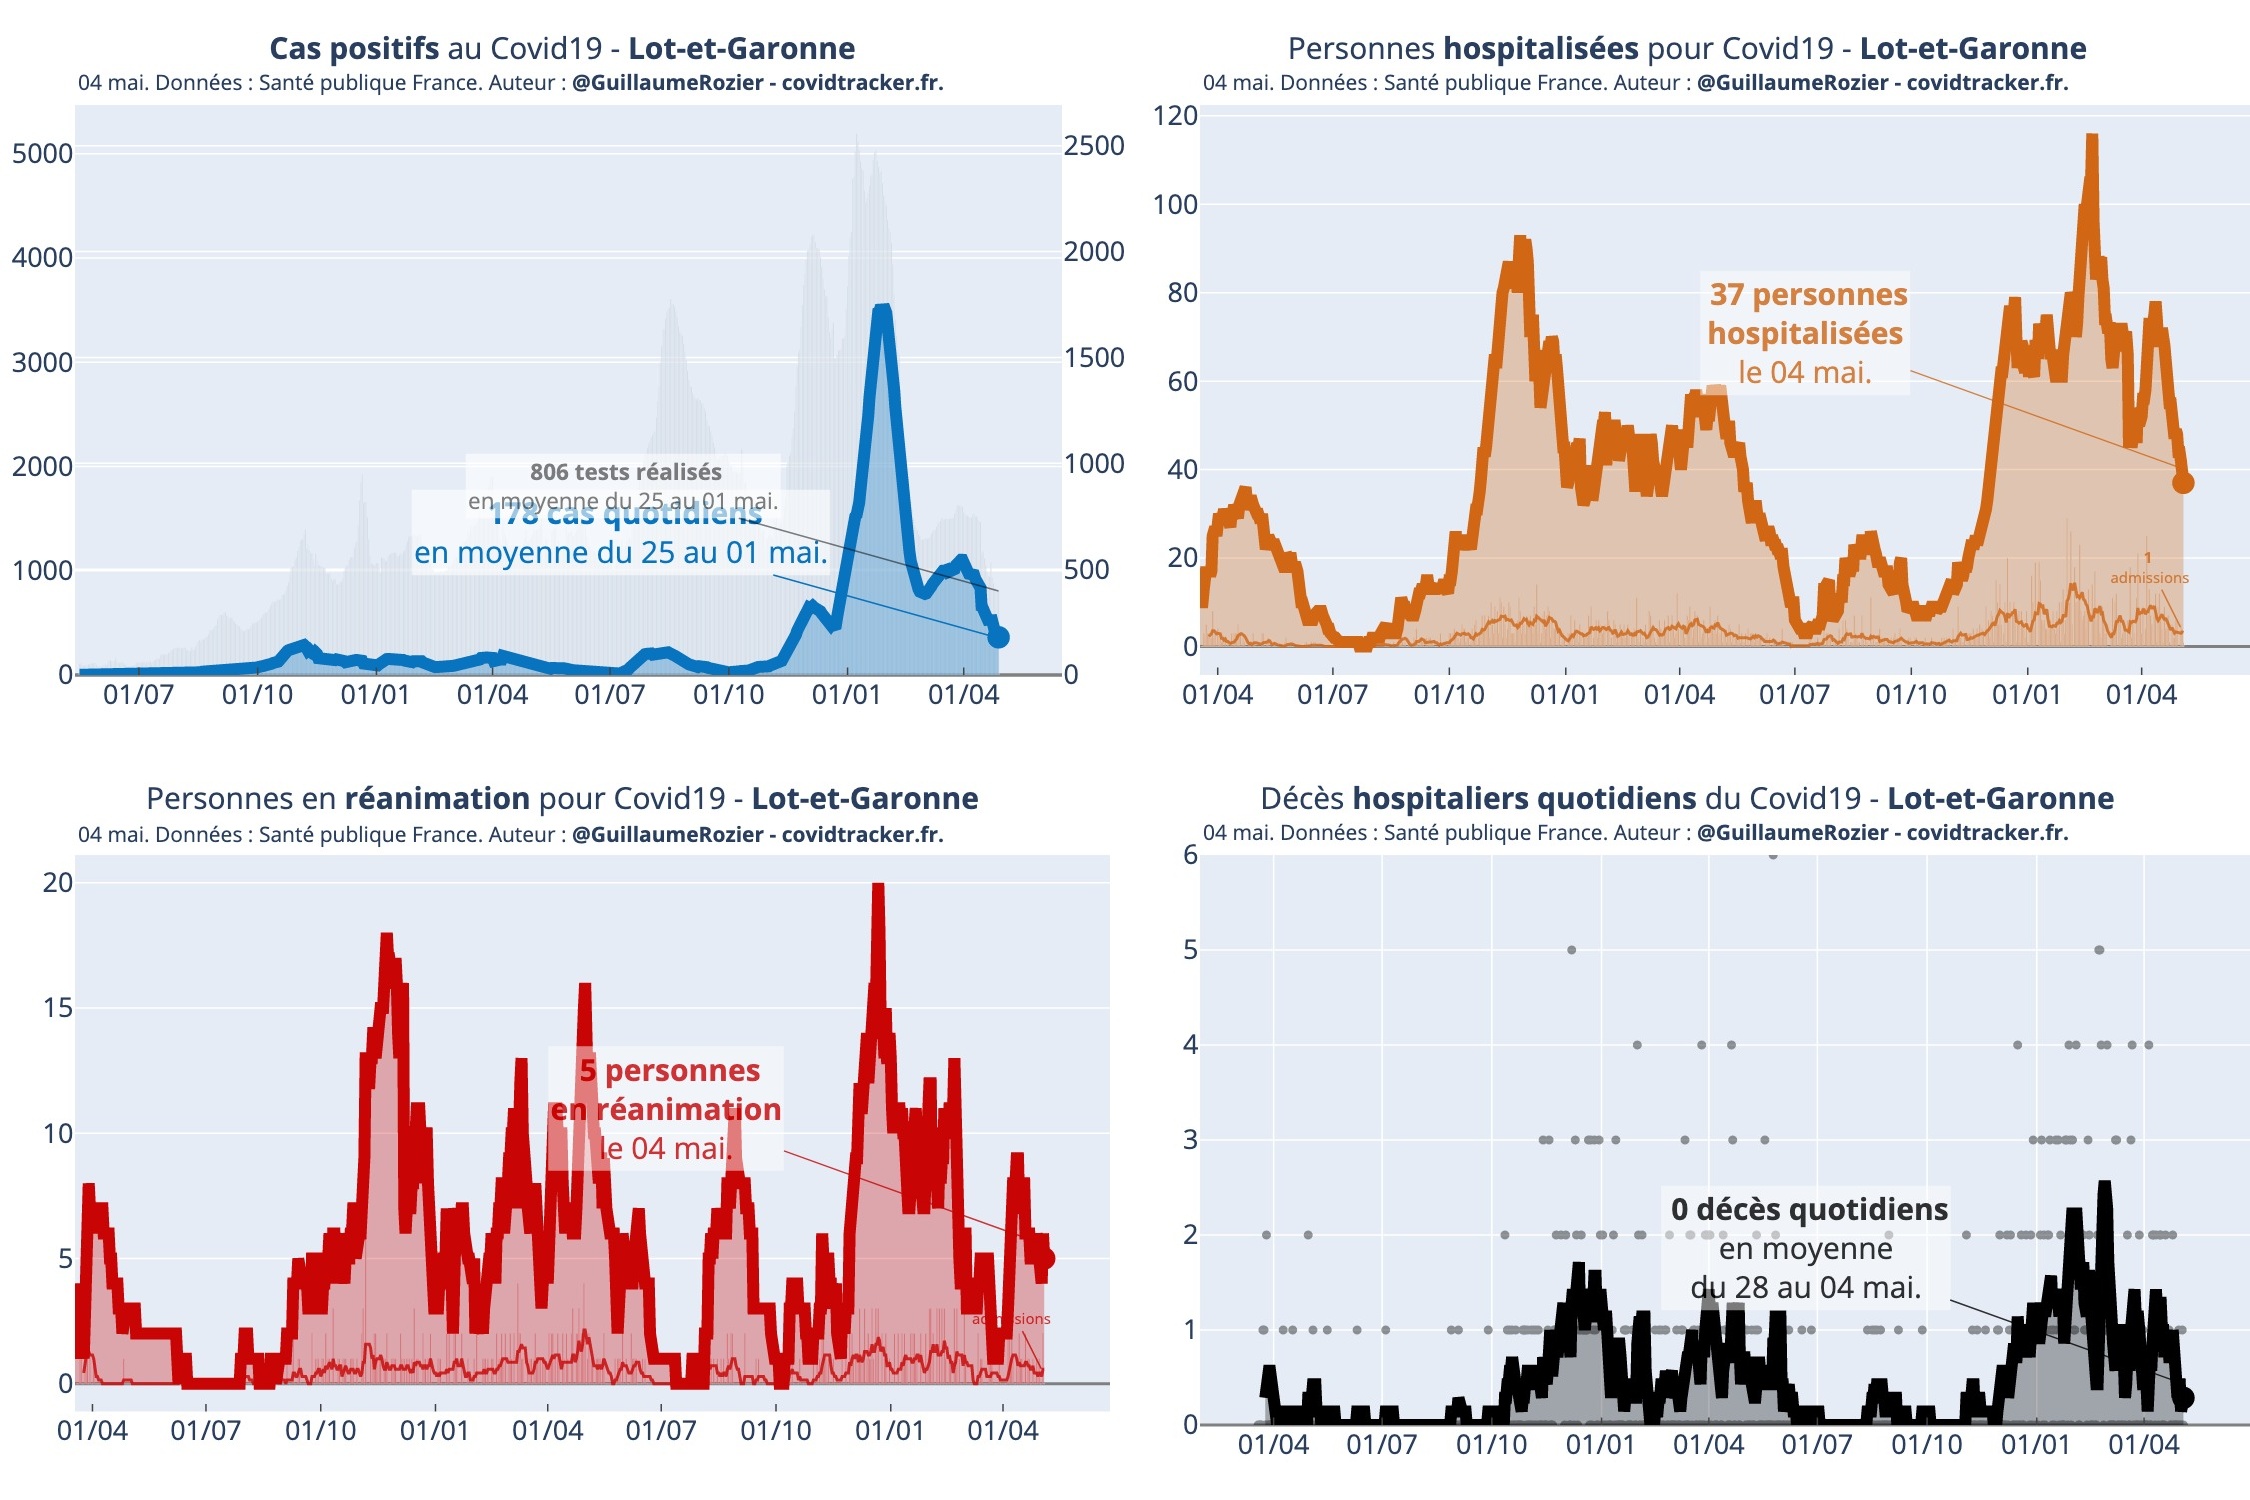 Cas positifs au Covid19 - Lot-et-Garonne
04 mai. Données : Santé publique France. Auteur : @GuillaumeRozier - covidtracker.fr.
5000
4000
3000
2000
1000
0
2500
2000
1500
1000
500
0
806 tests réalisés
en moyenne du 25 au 01 mai.
178 cas quotidiens
en moyenne du 25 au 01 mai.
01/07 01/10 01/01 01/04 01/07 01/10 01/01 01/04
Personnes hospitalisées pour Covid19 - Lot-et-Garonne
04 mai. Données : Santé publique France. Auteur : @GuillaumeRozier - covidtracker.fr.
120
100
80
60
40
20
0
37 personnes
hospitalisées
le 04 mai.
1
admissions
01/04 01/07 01/10 01/01 01/04 01/07 01/10 01/01 01/04
Personnes en réanimation pour Covid19 - Lot-et-Garonne
04 mai. Données : Santé publique France. Auteur : @GuillaumeRozier - covidtracker.fr.
20
15
10
5
0
5 personnes
en réanimation
le 04 mai.
admissions
01/04 01/07 01/10 01/01 01/04 01/07 01/10 01/01 01/04
Décès hospitaliers quotidiens du Covid19 - Lot-et-Garonne
04 mai. Données : Santé publique France. Auteur : @GuillaumeRozier - covidtracker.fr.
6
5
4
3
2
1
0
0 décès quotidiens
en moyenne
du 28 au 04 mai.
01/04 01/07 01/10 01/01 01/04 01/07 01/10 01/01 01/04